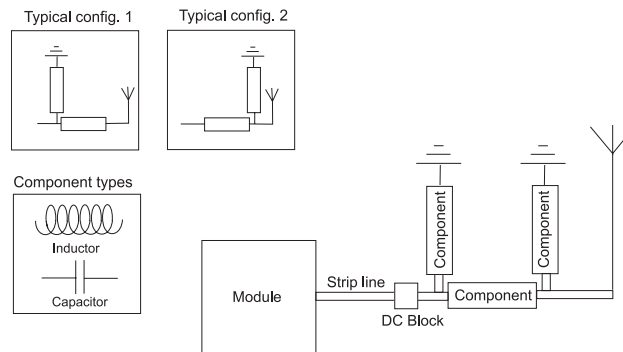 Typical config. 1
Typical config. 2
Component types
Inductor
Capacitor
Module
Strip line
DC Block
Component
Component
Component